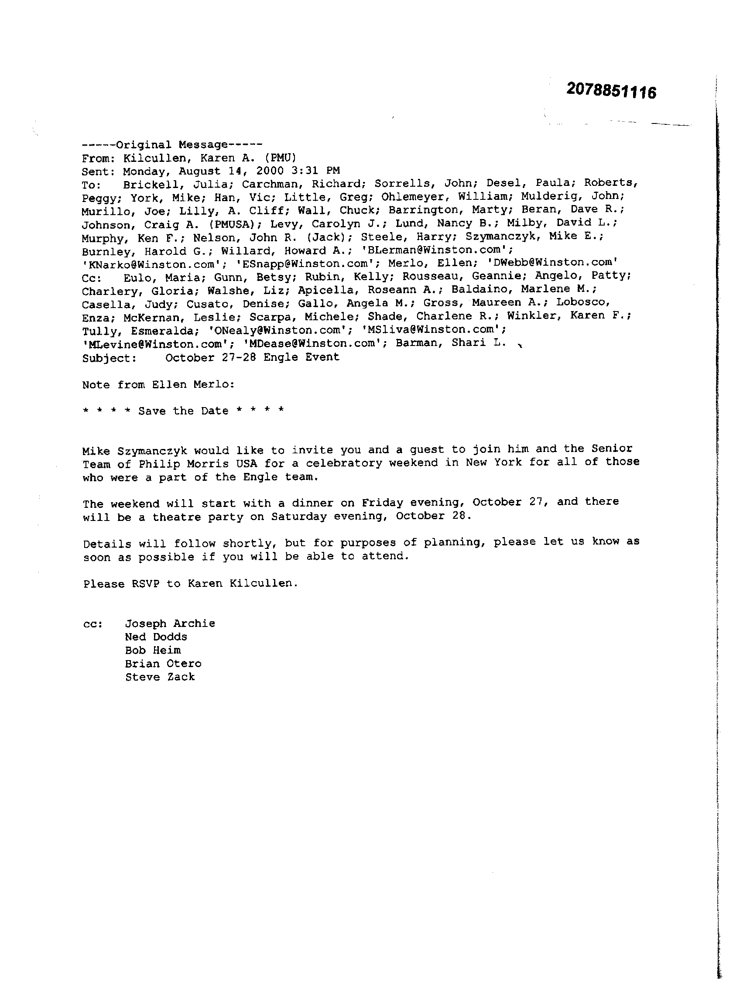 2078851116
-----Original Message-----
From: Kilcullen, Karen A. (PMU)
Sent: Monday, August 14, 2000 3:31 PM
To: Brickell, Julia; Carchman, Richard; Sorrells, John; Desel, Paula; Roberts,
Peggy; York, Mike; Han, Vic; Little, Greg; Ohlemeyer, William; Mulderig, John;
Murillo, Joe; Lilly, A. Cliff; Wall, Chuck; Barrington, Marty; Beran, Dave R.;
Johnson, Craig A. (PMUSA); Levy, Carolyn J.; Lund, Nancy B.; Milby, David L.;
Murphy, Ken F.; Nelson, John R. (Jack); Steele, Harry; Szymanczyk, Mike E.;
Burnley, Harold G.; Willard, Howard A.; 'BLerman@Winston.com';
'KNarko@Winston.com'; 'ESnapp@Winston.com'; Merlo, Ellen; 'DWebb@Winston.com'
Cc: Eulo, Maria; Gunn, Betsy; Rubin, Kelly; Rousseau, Geannie; Angelo, Patty;
Charlery, Gloria; Walshe, Liz; Apicella, Roseann A.; Baldaino, Marlene M.;
Casella, Judy; Cusato, Denise; Gallo, Angela M.; Gross, Maureen A.; Lobosco,
Enza; McKernan, Leslie; Scarpa, Michele; Shade, Charlene R.; Winkler, Karen F.;
Tully, Esmeralda; 'ONealy@Winston.com'; 'MSliva@Winston.com';
'MLevine@Winston.com'; 'MDease@Winston.com'; Barman, Shari L.
Subject: October 27-28 Engle Event
Note from Ellen Merlo:
* * * * Save the Date * * * *
Mike Szymanczyk would like to invite you and a guest to join him and the Senior
Team of Philip Morris USA for a celebratory weekend in New York for all of those
who were a part of the Engle team.
The weekend will start with a dinner on Friday evening, October 27, and there
will be a theatre party on Saturday evening, October 28.
Details will follow shortly, but for purposes of planning, please let us know as
soon as possible if you will be able to attend.
Please RSVP to Karen Kilcullen.
cc: Joseph Archie
Ned Dodds
Bob Heim
Brian Otero
Steve Zack